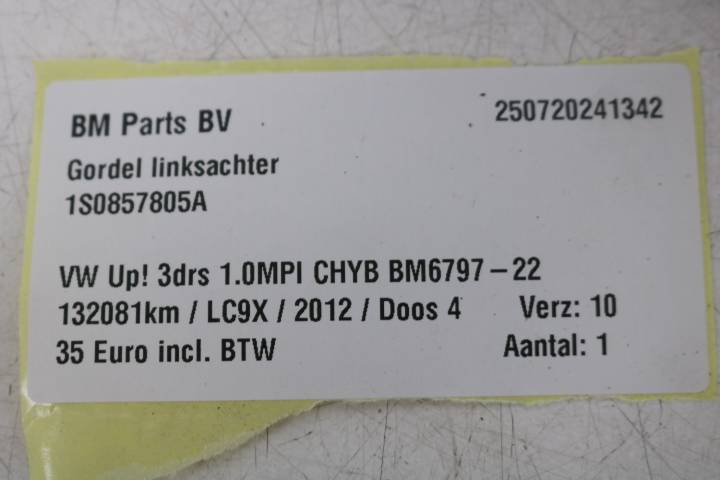 BM Parts BV 250720241342
Gordel linksachter
1S0857805A
VW Up! 3drs 1.0MPI CHYB BM6797-22
132081km / LC9X / 2012 / Doos 4 Verz: 10
35 Euro incl. BTW Aantal: 1